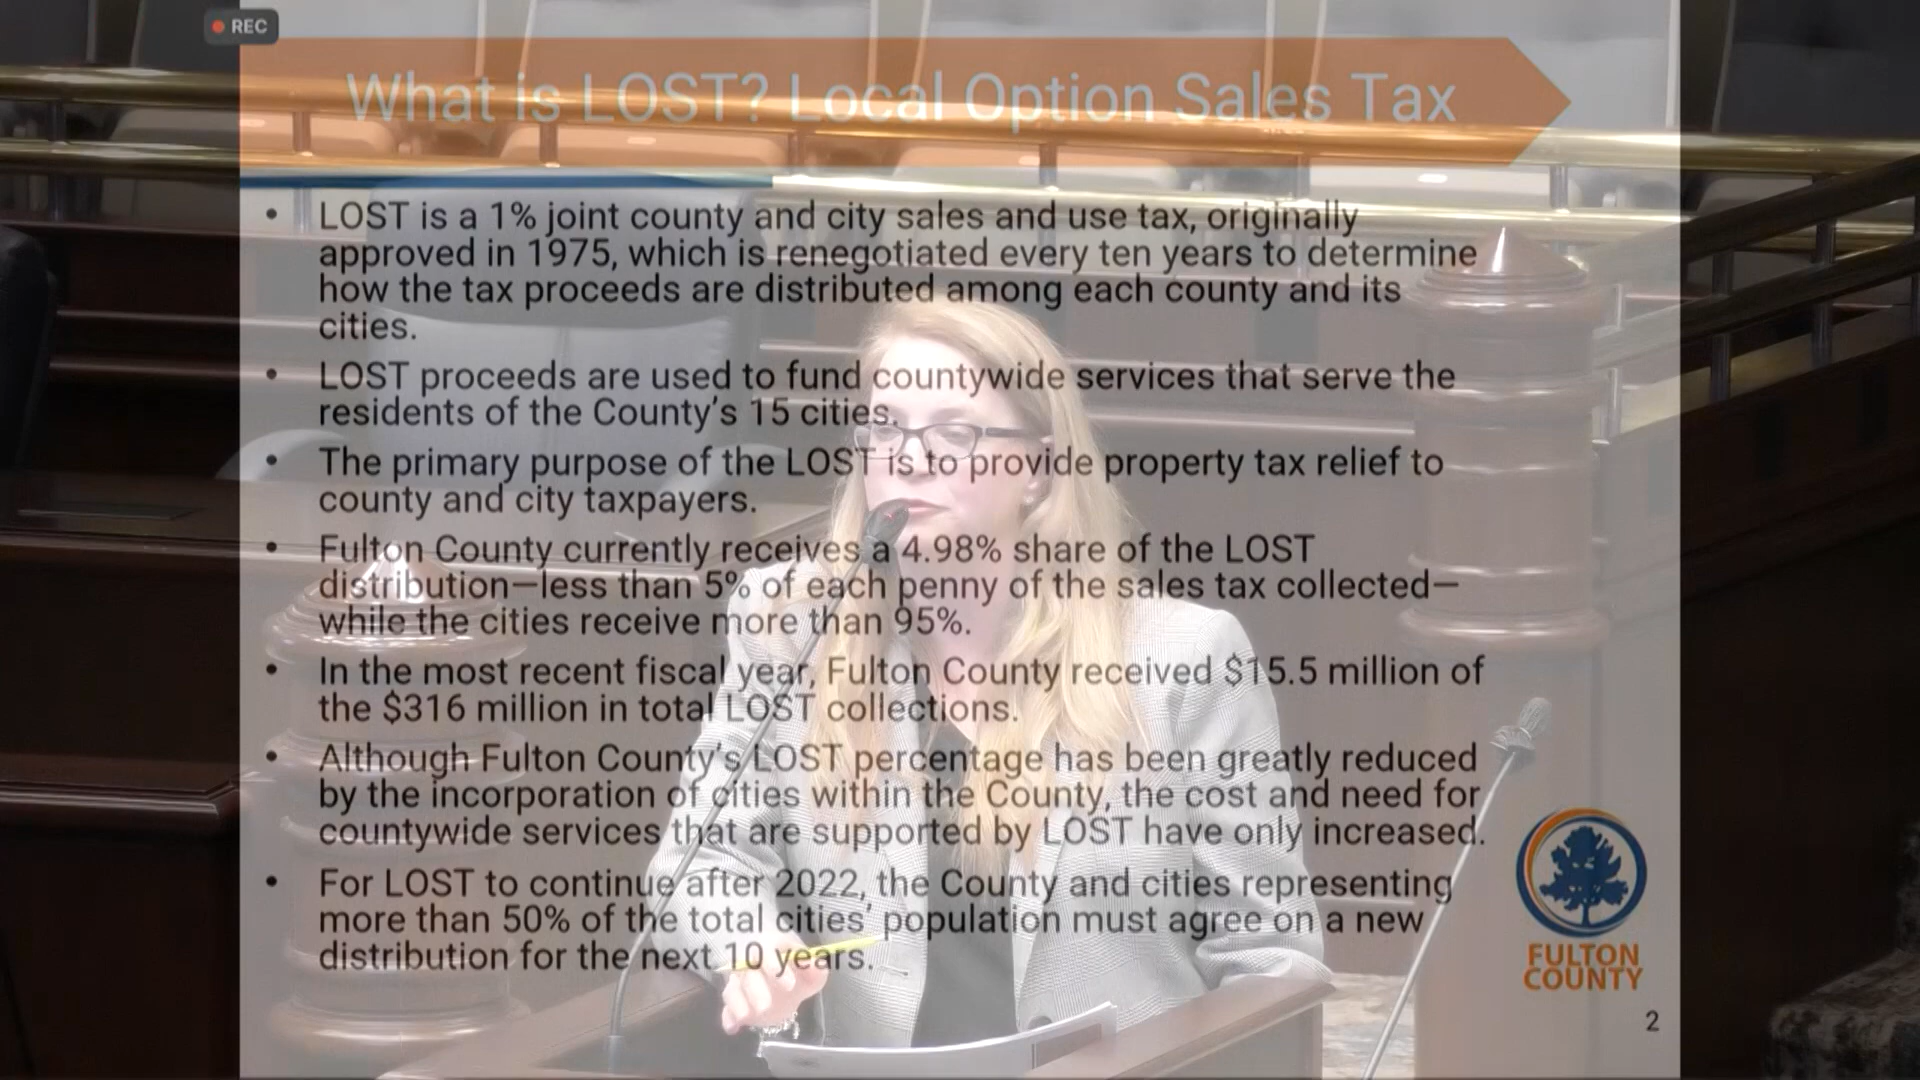 REC
What is LOST? Local Option Sales Tax
• LOST is a 1% joint county and city sales and use tax, originally
approved in 1975, which is renegotiated every ten years to determine
how the tax proceeds are distributed among each county and its
cities.
• LOST proceeds are used to fund countywide services that serve the
residents of the County's 15 cities.
• The primary purpose of the LOST is to provide property tax relief to
county and city taxpayers.
• Fulton County currently receives a 4.98% share of the LOST
distribution—less than 5% of each penny of the sales tax collected—
while the cities receive more than 95%.
• In the most recent fiscal year, Fulton County received $15.5 million of
the $316 million in total LOST collections.
• Although Fulton County's LOST percentage has been greatly reduced
by the incorporation of cities within the County, the cost and need for
countywide services that are supported by LOST have only increased.
• For LOST to continue after 2022, the County and cities representing
more than 50% of the total cities' population must agree on a new
distribution for the next 10 years.
FULTON
COUNTY
2